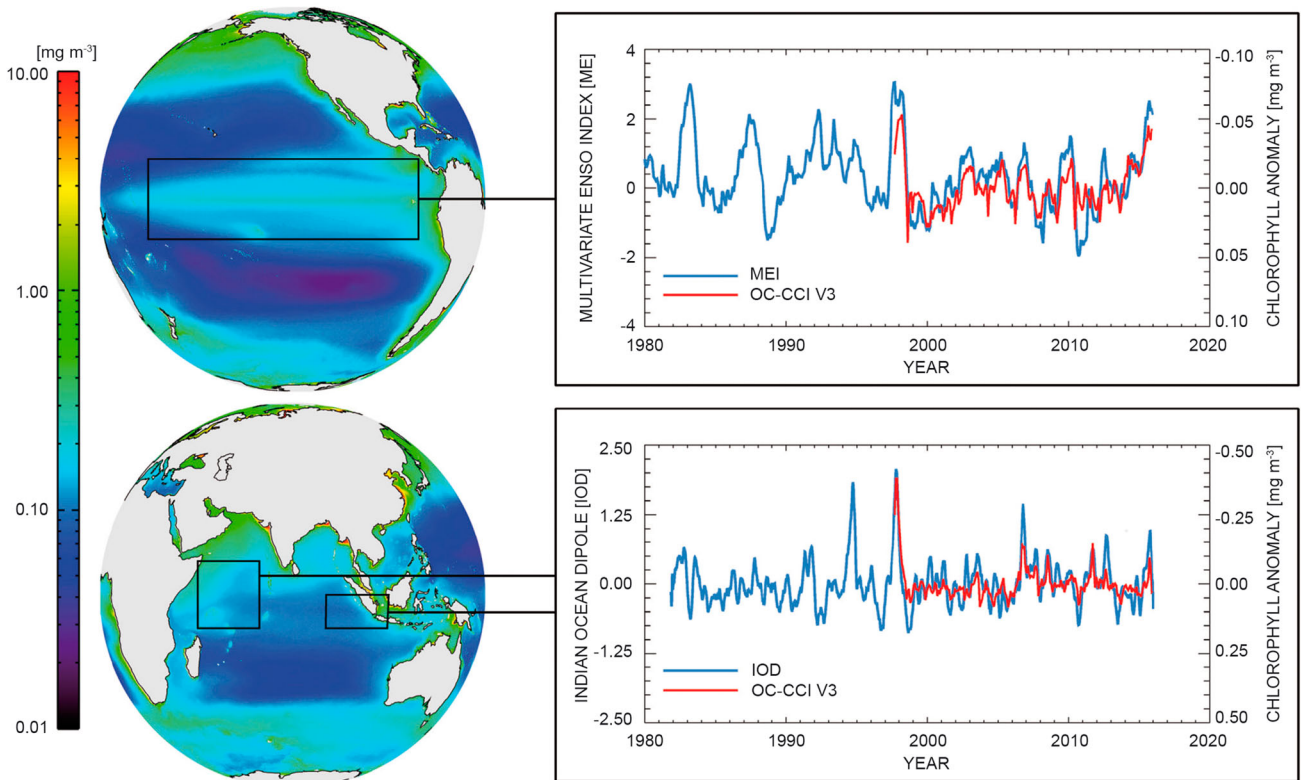 [mg m-3]
10.00
1.00
0.10
0.01
4
2
0
-2
-4
MULTIVARIATE ENSO INDEX [ME]
-0.10
-0.05
0.00
0.05
0.10
CHLOROPHYLL ANOMALY [mg m-3]
MEI
OC-CCI V3
1980 1990 2000 2010 2020
YEAR
2.50
1.25
0.00
-1.25
-2.50
INDIAN OCEAN DIPOLE [IOD]
-0.50
-0.25
0.00
0.25
0.50
CHLOROPHYLL ANOMALY [mg m-3]
IOD
OC-CCI V3
1980 1990 2000 2010 2020
YEAR